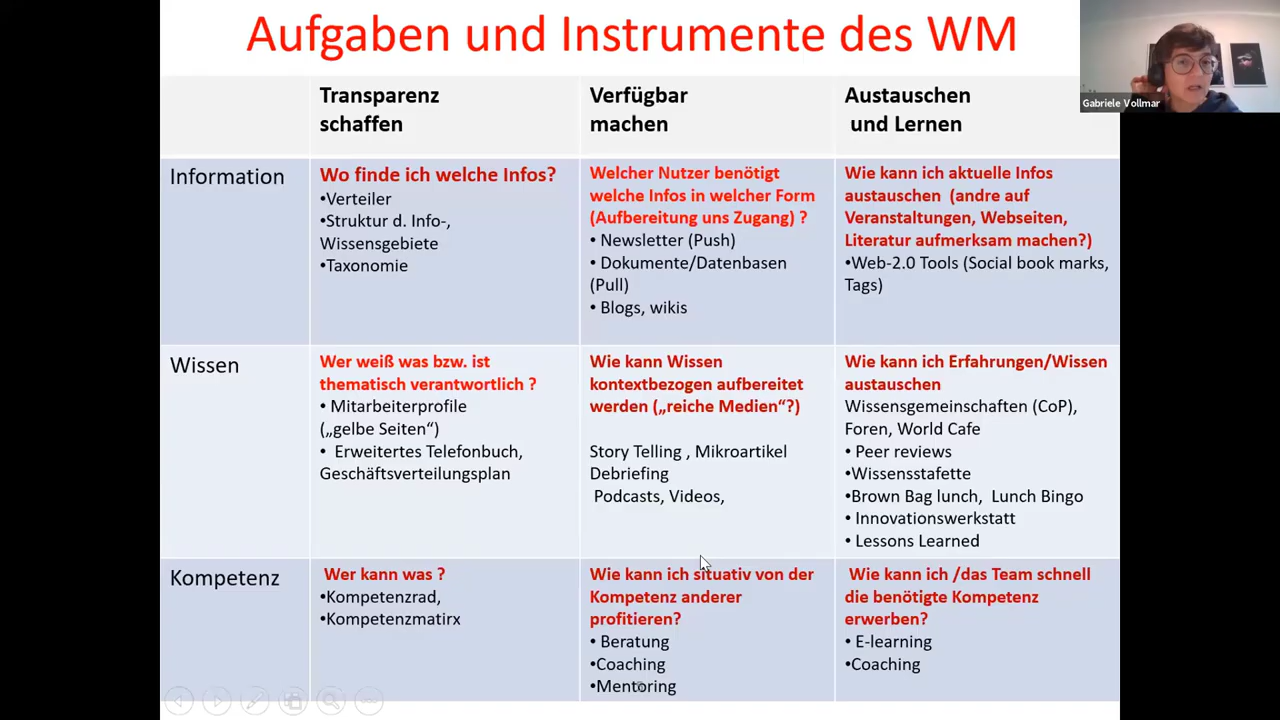 Aufgaben und Instrumente des WM
Gabriele Vollmar
Transparenz
schaffen
Verfügbar
machen
Austauschen
und Lernen
Information
Wo finde ich welche Infos?
•Verteiler
•Struktur d. Info-,
Wissensgebiete
•Taxonomie
Welcher Nutzer benötigt
welche Infos in welcher Form
(Aufbereitung uns Zugang) ?
• Newsletter (Push)
• Dokumente/Datenbasen
(Pull)
• Blogs, wikis
Wie kann ich aktuelle Infos
austauschen (andre auf
Veranstaltungen, Webseiten,
Literatur aufmerksam machen?)
•Web-2.0 Tools (Social book marks,
Tags)
Wissen
Wer weiß was bzw. ist
thematisch verantwortlich ?
• Mitarbeiterprofile
(„gelbe Seiten“)
• Erweitertes Telefonbuch,
Geschäftsverteilungsplan
Wie kann Wissen
kontextbezogen aufbereitet
werden („reiche Medien“?)
Story Telling , Mikroartikel
Debriefing
Podcasts, Videos,
Wie kann ich Erfahrungen/Wissen
austauschen
Wissensgemeinschaften (CoP),
Foren, World Cafe
• Peer reviews
•Wissensstafette
•Brown Bag lunch, Lunch Bingo
• Innovationswerkstatt
• Lessons Learned
Kompetenz
Wer kann was ?
•Kompetenzrad,
•Kompetenzmatirx
Wie kann ich situativ von der
Kompetenz anderer
profitieren?
• Beratung
•Coaching
•Mentoring
Wie kann ich /das Team schnell
die benötigte Kompetenz
erwerben?
• E-learning
•Coaching